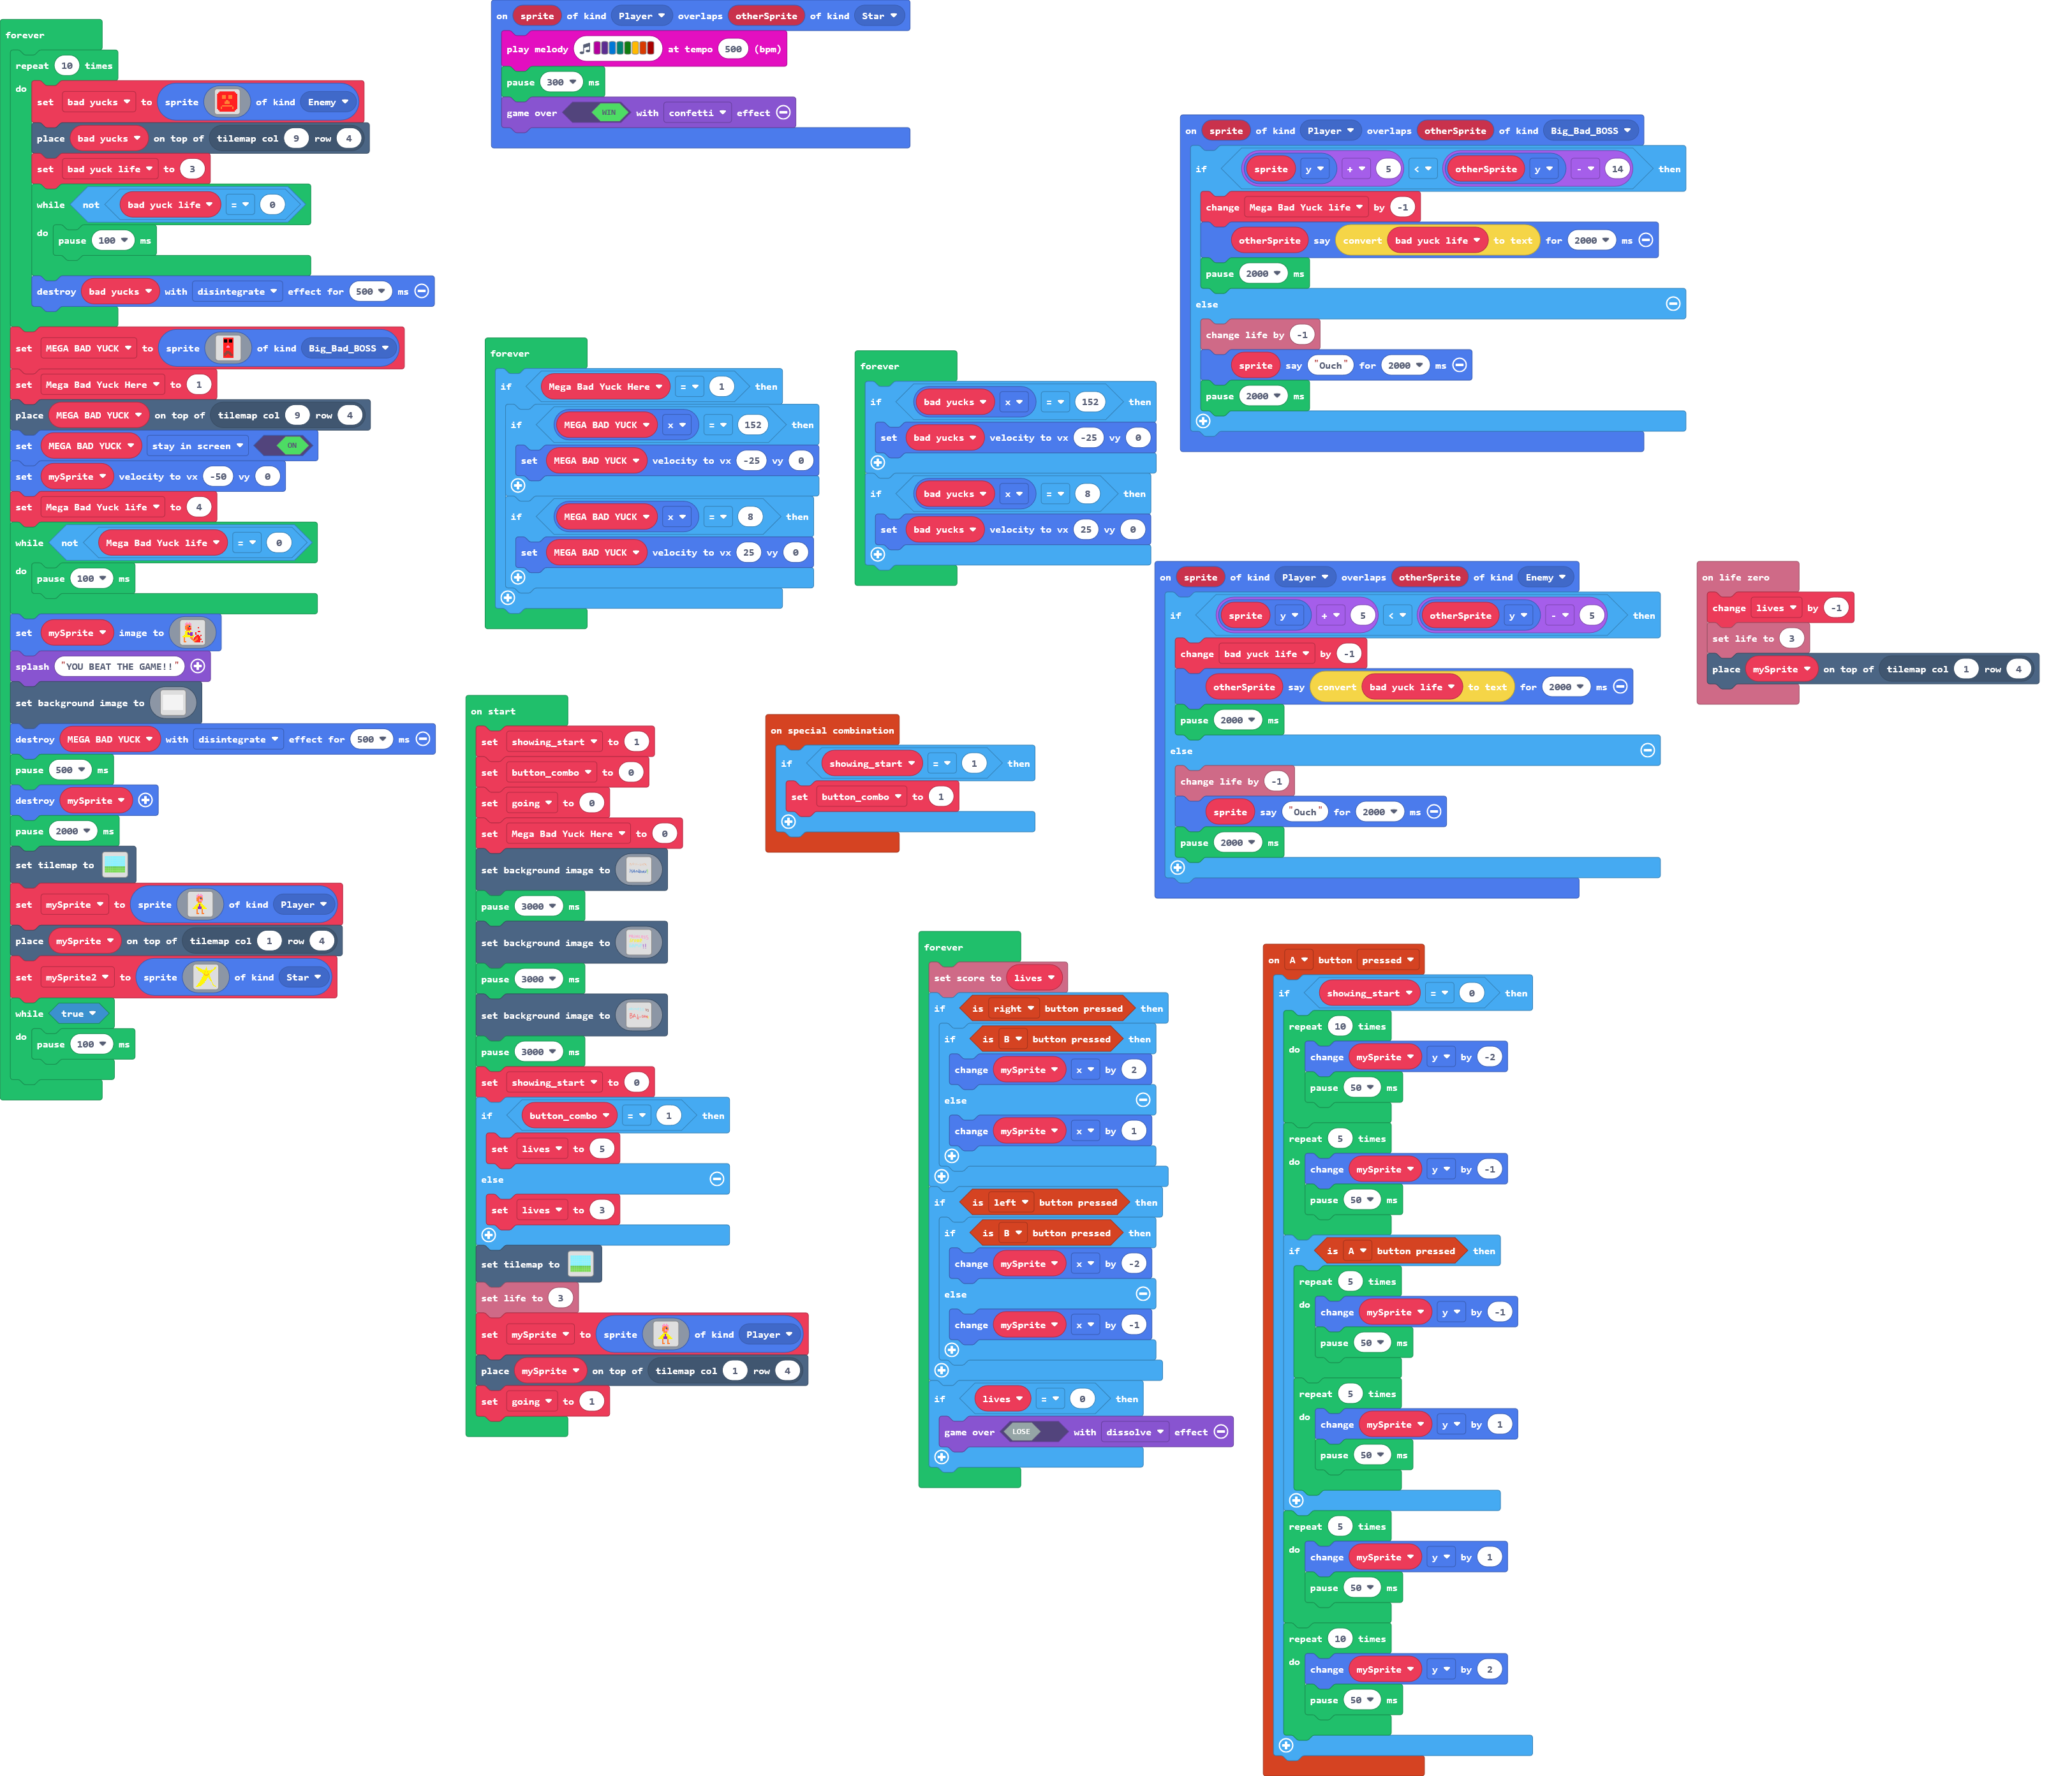 forever
repeat 10 times
do
set bad yucks to sprite of kind Enemy
place bad yucks on top of tilemap col 9 row 4
set bad yuck life to 3
while not bad yuck life = 0
do pause 100 ms
destroy bad yucks with disintegrate effect for 500 ms
set MEGA BAD YUCK to sprite of kind Big_Bad_BOSS
set Mega Bad Yuck Here to 1
place MEGA BAD YUCK on top of tilemap col 9 row 4
set MEGA BAD YUCK stay in screen ON
set mySprite velocity to vx -50 vy 0
set Mega Bad Yuck life to 4
while not Mega Bad Yuck life = 0
do pause 100 ms
set mySprite image to
splash "YOU BEAT THE GAME!!"
set background image to
destroy MEGA BAD YUCK with disintegrate effect for 500 ms
pause 500 ms
destroy mySprite
pause 2000 ms
set tilemap to
set mySprite to sprite of kind Player
place mySprite on top of tilemap col 1 row 4
set mySprite2 to sprite of kind Star
while true
do pause 100 ms
on sprite of kind Player overlaps otherSprite of kind Star
play melody at tempo 500 (bpm)
pause 300 ms
game over WIN with confetti effect
forever
if Mega Bad Yuck Here = 1 then
if MEGA BAD YUCK x = 152 then
set MEGA BAD YUCK velocity to vx -25 vy 0
if MEGA BAD YUCK x = 8 then
set MEGA BAD YUCK velocity to vx 25 vy 0
forever
if bad yucks x = 152 then
set bad yucks velocity to vx -25 vy 0
if bad yucks x = 8 then
set bad yucks velocity to vx 25 vy 0
on sprite of kind Player overlaps otherSprite of kind Big_Bad_BOSS
if sprite y + 5 < otherSprite y - 14 then
change Mega Bad Yuck life by -1
otherSprite say convert bad yuck life to text for 2000 ms
pause 2000 ms
else
change life by -1
sprite say "Ouch" for 2000 ms
pause 2000 ms
on sprite of kind Player overlaps otherSprite of kind Enemy
if sprite y + 5 < otherSprite y - 5 then
change bad yuck life by -1
otherSprite say convert bad yuck life to text for 2000 ms
pause 2000 ms
else
change life by -1
sprite say "Ouch" for 2000 ms
pause 2000 ms
on life zero
change lives by -1
set life to 3
place mySprite on top of tilemap col 1 row 4
on start
set showing_start to 1
set button_combo to 0
set going to 0
set Mega Bad Yuck Here to 0
set background image to
pause 3000 ms
set background image to
pause 3000 ms
set background image to
pause 3000 ms
set showing_start to 0
if button_combo = 1 then
set lives to 5
else
set lives to 3
set tilemap to
set life to 3
set mySprite to sprite of kind Player
place mySprite on top of tilemap col 1 row 4
set going to 1
on special combination
if showing_start = 1 then
set button_combo to 1
forever
set score to lives
if is right button pressed then
if is B button pressed then
change mySprite x by 2
else
change mySprite x by 1
if is left button pressed then
if is B button pressed then
change mySprite x by -2
else
change mySprite x by -1
if lives = 0 then
game over LOSE with dissolve effect
on A button pressed
if showing_start = 0 then
repeat 10 times
do change mySprite y by -2
pause 50 ms
repeat 5 times
do change mySprite y by -1
pause 50 ms
if is A button pressed then
repeat 5 times
do change mySprite y by -1
pause 50 ms
repeat 5 times
do change mySprite y by 1
pause 50 ms
repeat 5 times
do change mySprite y by 1
pause 50 ms
repeat 10 times
do change mySprite y by 2
pause 50 ms